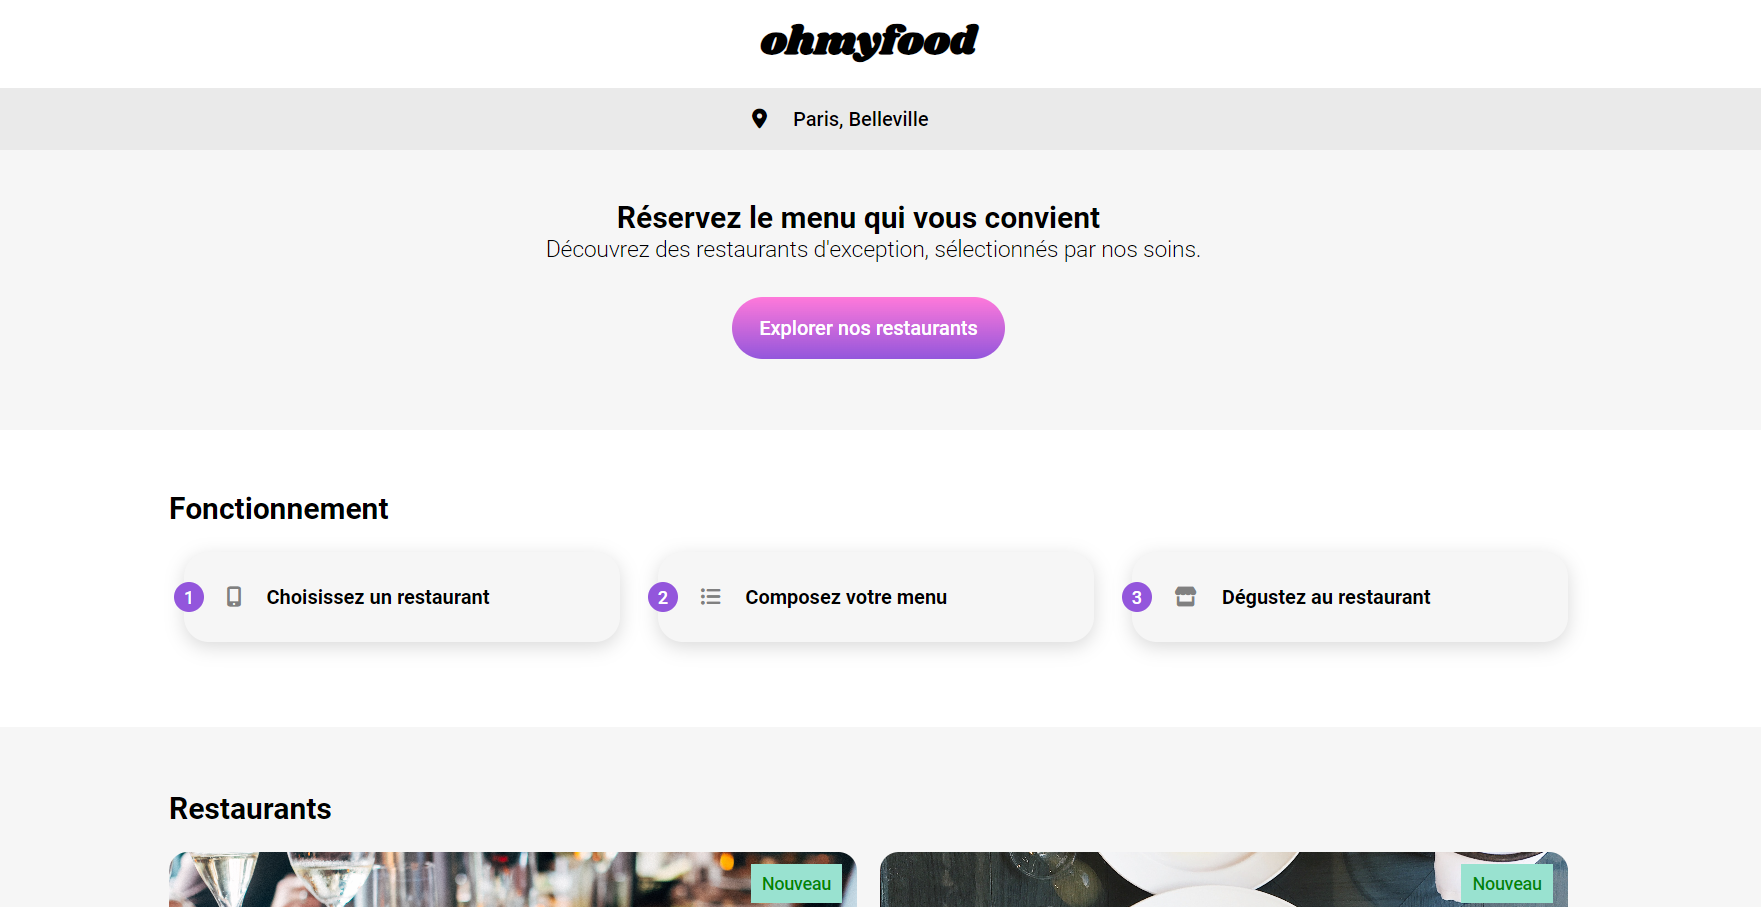 ohmyfood
Paris, Belleville
Réservez le menu qui vous convient
Découvrez des restaurants d'exception, sélectionnés par nos soins.
Explorer nos restaurants
Fonctionnement
1 Choisissez un restaurant
2 Composez votre menu
3 Dégustez au restaurant
Restaurants
Nouveau
Nouveau